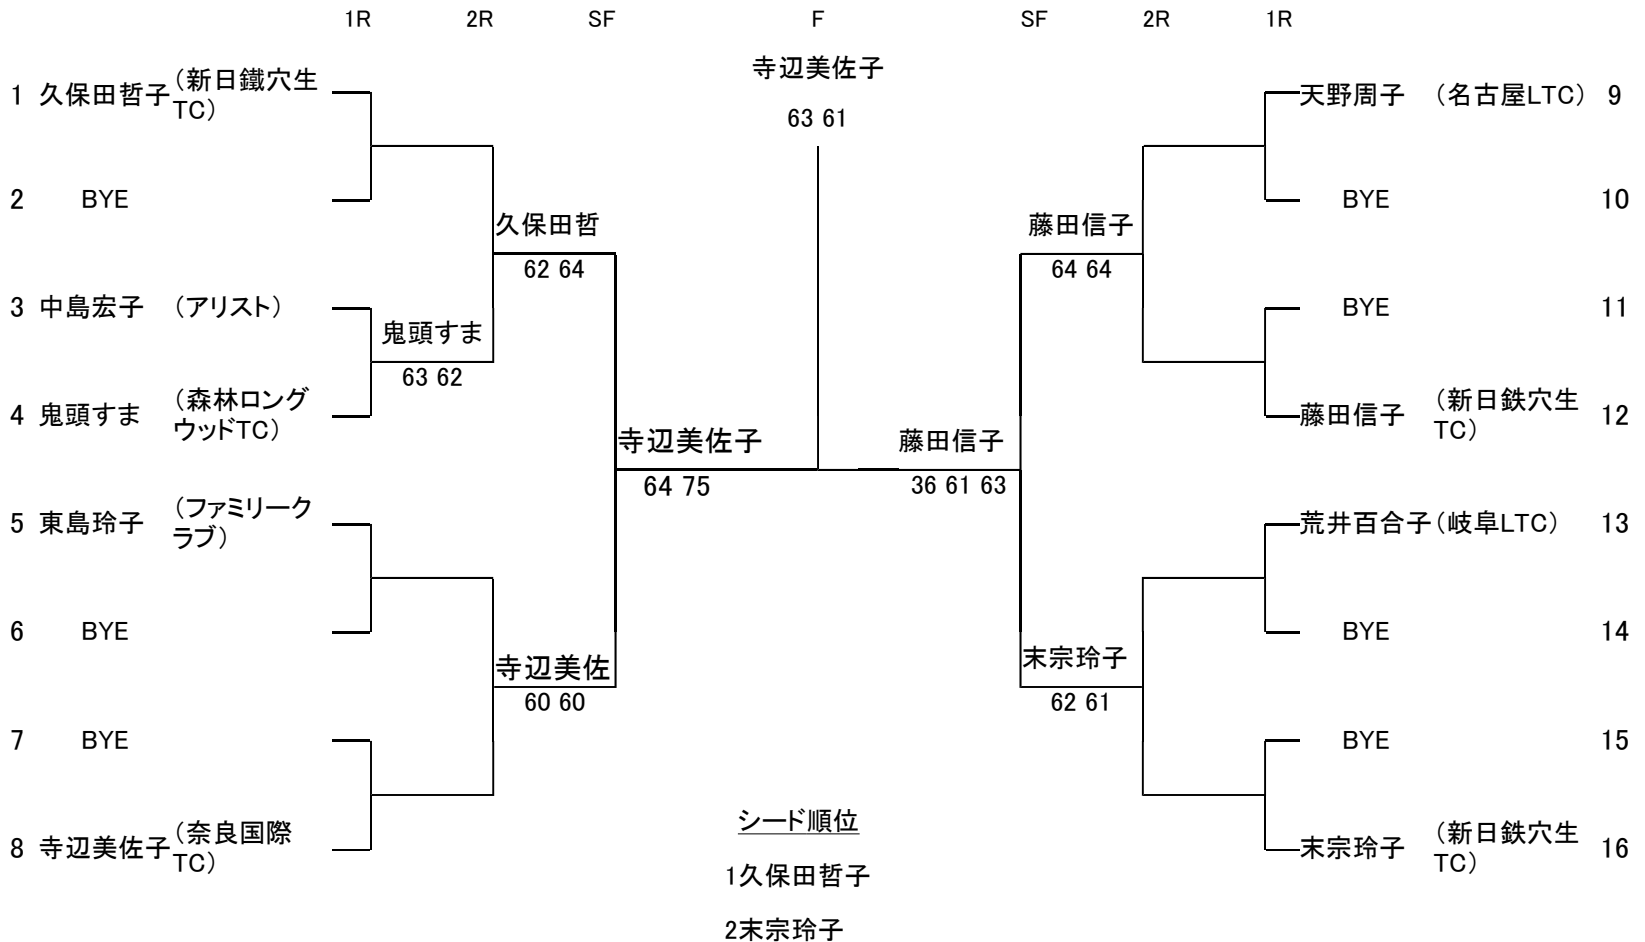 1R 2R SF F SF 2R 1R
寺辺美佐子
63 61
1 久保田哲子 (新日鐵穴生
TC)
2 BYE
久保田哲
62 64
3 中島宏子 (アリスト)
鬼頭すま
63 62
4 鬼頭すま (森林ロング
ウッドTC)
寺辺美佐子
64 75
5 東島玲子 (ファミリーク
ラブ)
6 BYE
寺辺美佐
60 60
7 BYE
8 寺辺美佐子 (奈良国際
TC)
天野周子 (名古屋LTC) 9
BYE 10
藤田信子
64 64
BYE 11
藤田信子 (新日鉄穴生
TC) 12
藤田信子
36 61 63
荒井百合子 (岐阜LTC) 13
BYE 14
末宗玲子
62 61
BYE 15
末宗玲子 (新日鉄穴生
TC) 16
シード順位
1久保田哲子
2末宗玲子